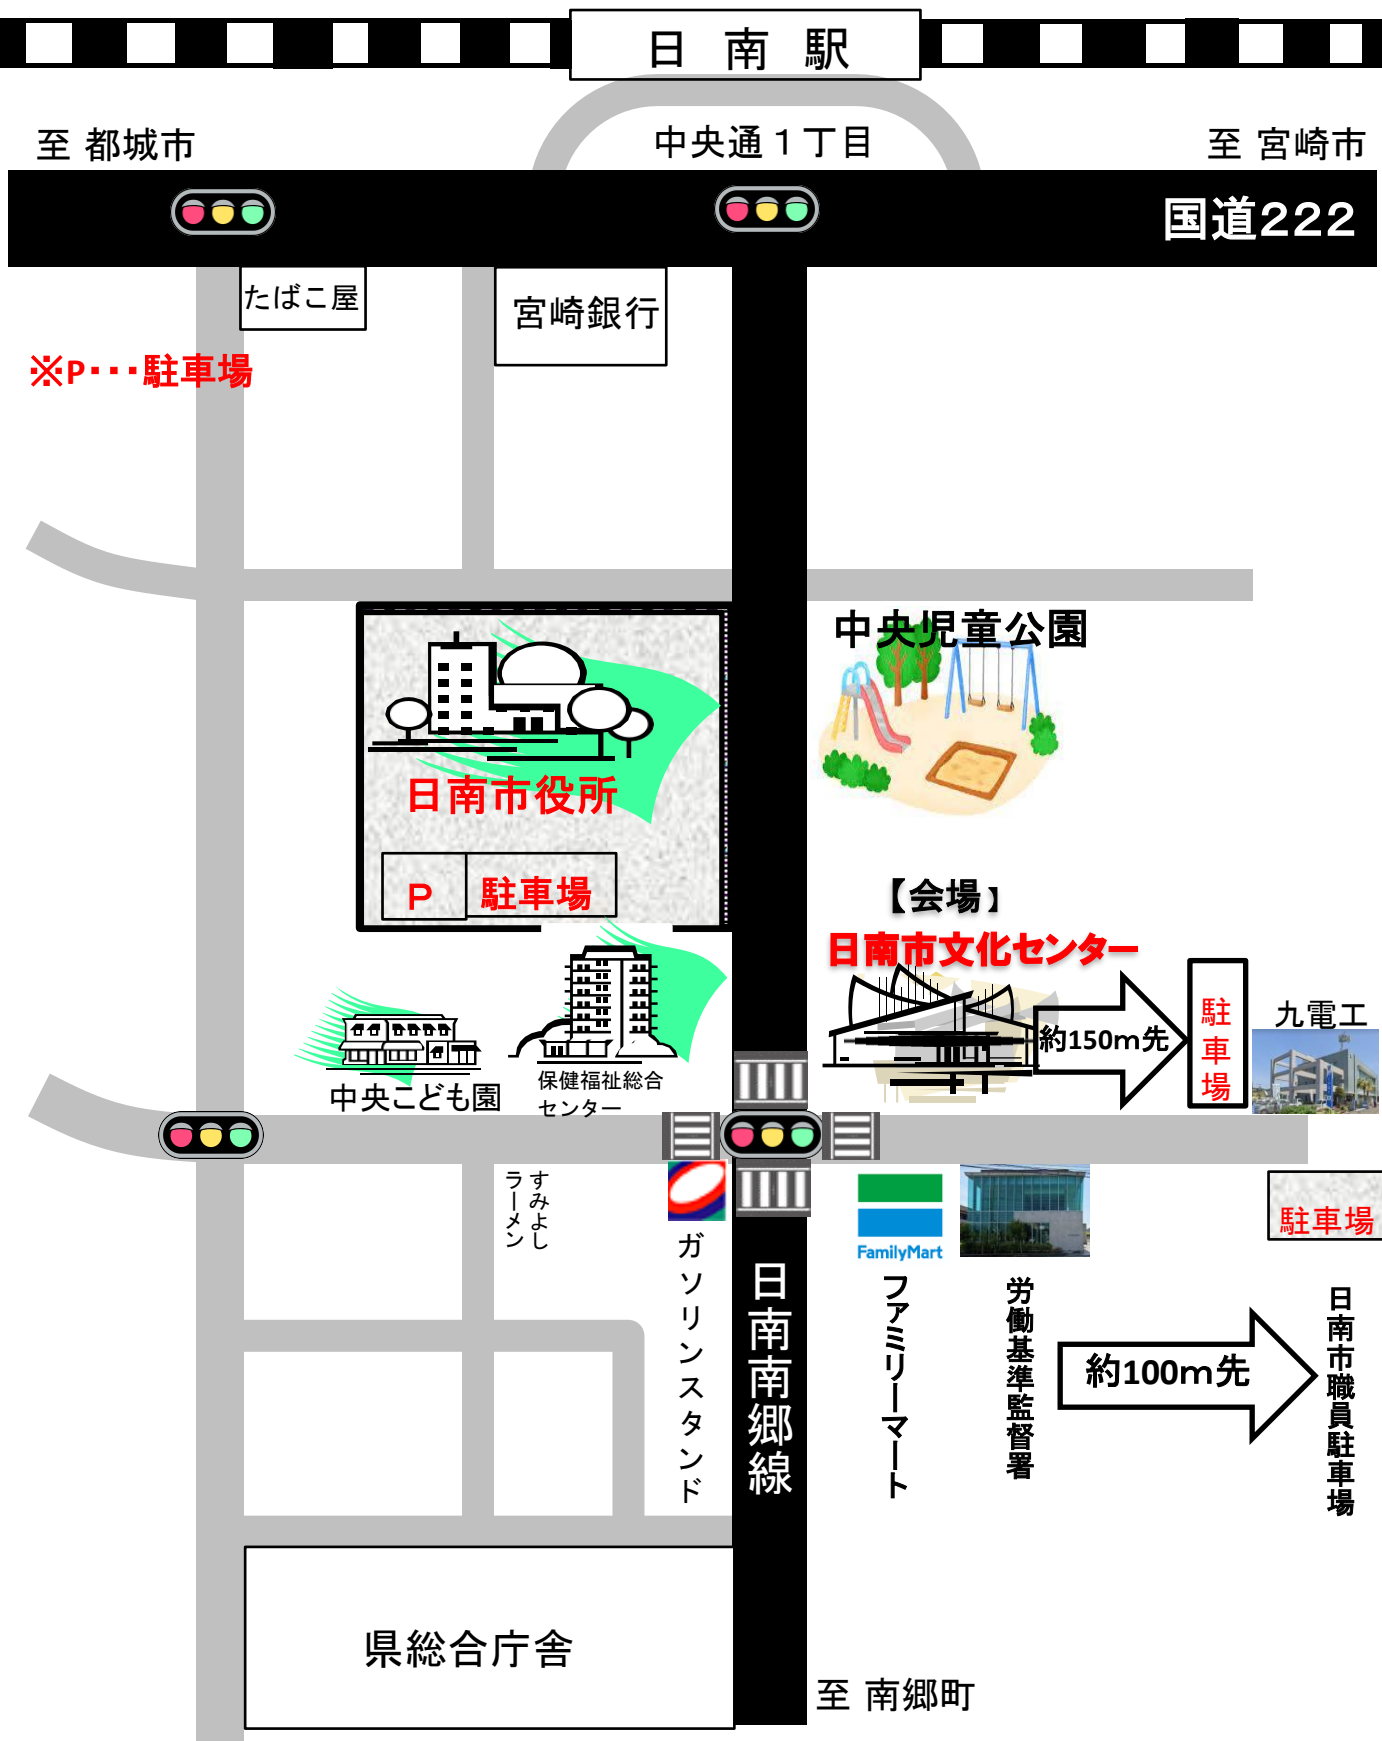 日 南 駅
至 都城市
中央通１丁目
至 宮崎市
国道222
たばこ屋
宮崎銀行
※P・・・駐車場
中央児童公園
日南市役所
P
駐車場
【会場】
日南市文化センター
約150m先
駐車場
九電工
中央こども園
保健福祉総合
センター
すみよし
ラーメン
ガソリンスタンド
日南南郷線
FamilyMart
ファミリーマート
労働基準監督署
約100m先
駐車場
日南市職員駐車場
県総合庁舎
至 南郷町